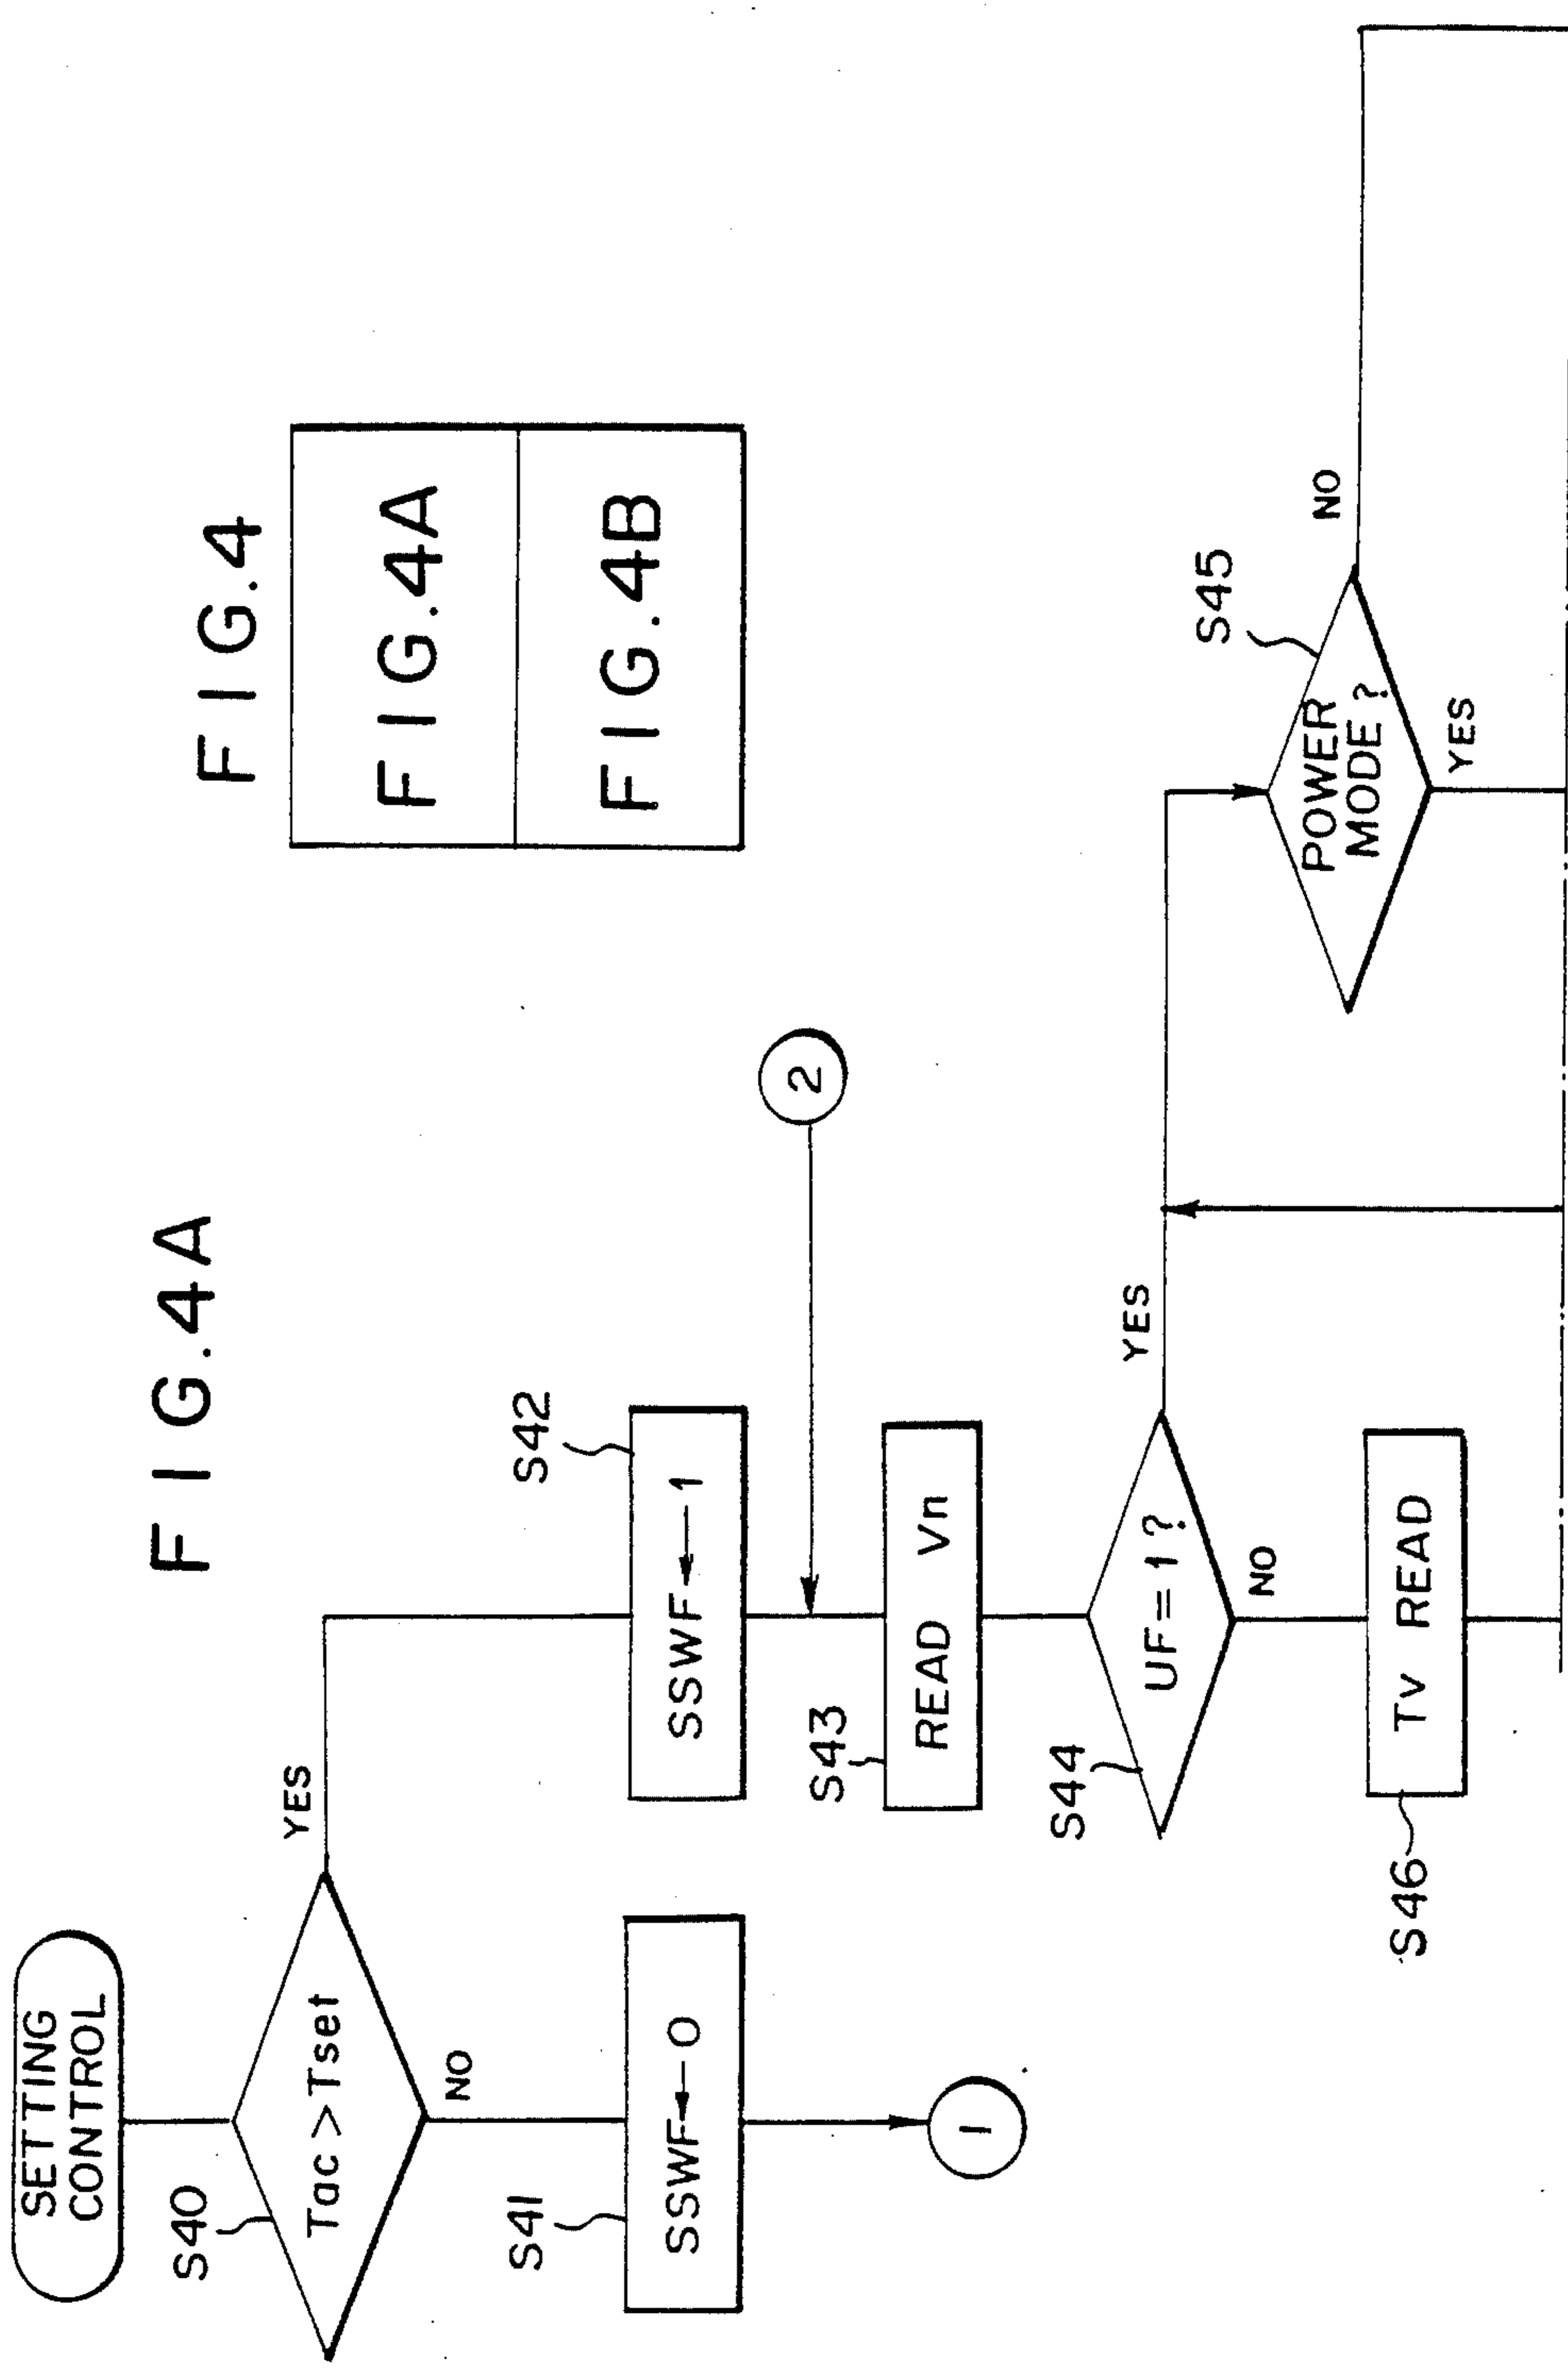 FIG.4A
FIG.4
FIG.4A
FIG.4B
SETTING
CONTROL
S40
Tac > Tset
YES
NO
S41
SSWF←0
1
S42
SSWF←1
2
S43
READ Vn
S44
UF=1?
YES
NO
S45
POWER
MODE?
NO
YES
S46
Tv READ